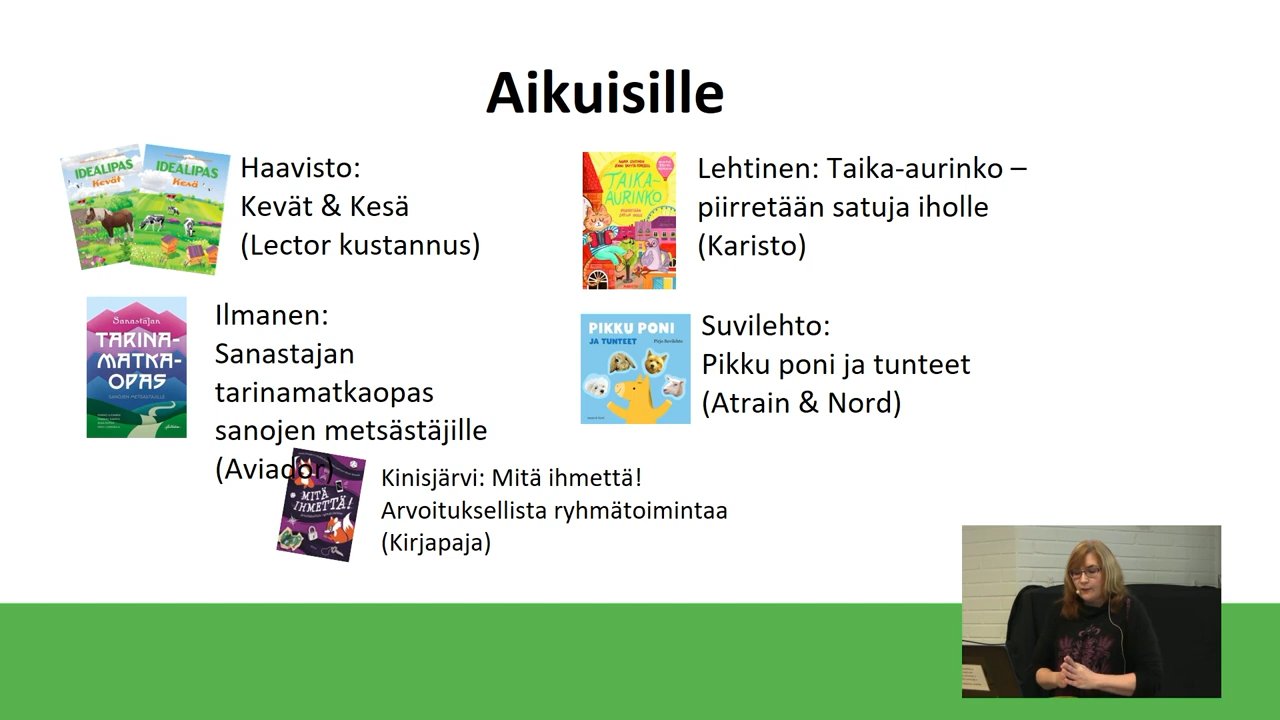 Aikuisille
IDEALIPAS
Kevät
IDEALIPAS
Kesä
Haavisto:
Kevät & Kesä
(Lector kustannus)
TAIKA-
AURINKO
Lehtinen: Taika-aurinko –
piirretään satuja iholle
(Karisto)
Sanastajan
TARINA-
MATKA-
OPAS
SANOJEN METSÄSTÄJILLE
Ilmanen:
Sanastajan
tarinamatkaopas
sanojen metsästäjille
(Aviador)
PIKKU PONI
JA TUNTEET
Pirjo Suvilehto
Suvilehto:
Pikku poni ja tunteet
(Atrain & Nord)
MITÄ
IHMETTÄ!
Kinisjärvi: Mitä ihmettä!
Arvoituksellista ryhmätoimintaa
(Kirjapaja)